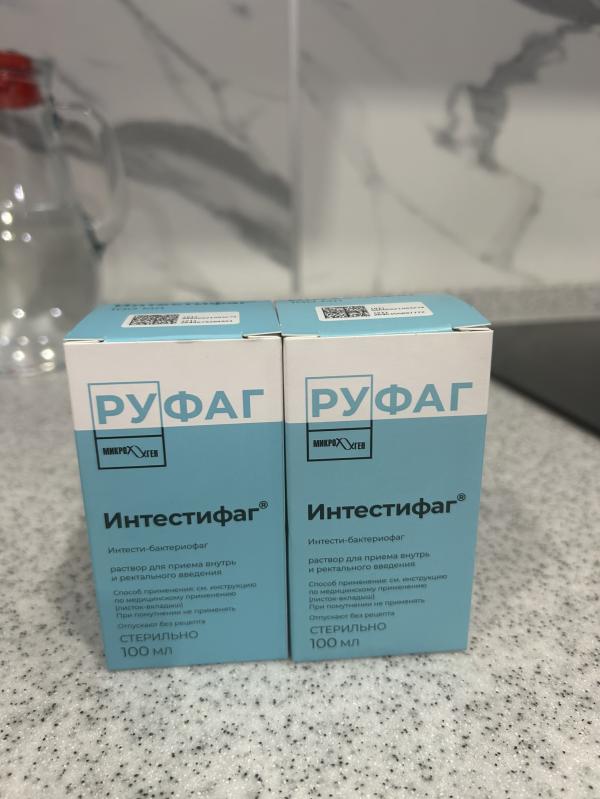 Интестифаг
100 мл
РУФАГ
МИКРОГЕН
Интестифаг®
Интести-бактериофаг
раствор для приема внутрь
и ректального введения
Способ применения: см. инструкцию
по медицинскому применению
(листок-вкладыш)
При помутнении не применять
Отпускают без рецепта
СТЕРИЛЬНО
100 мл
РУФАГ
МИКРОГЕН
Интестифаг®
Интести-бактериофаг
раствор для приема внутрь
и ректального введения
Способ применения: см. инструкцию
по медицинскому применению
(листок-вкладыш)
При помутнении не применять
Отпускают без рецепта
СТЕРИЛЬНО
100 мл